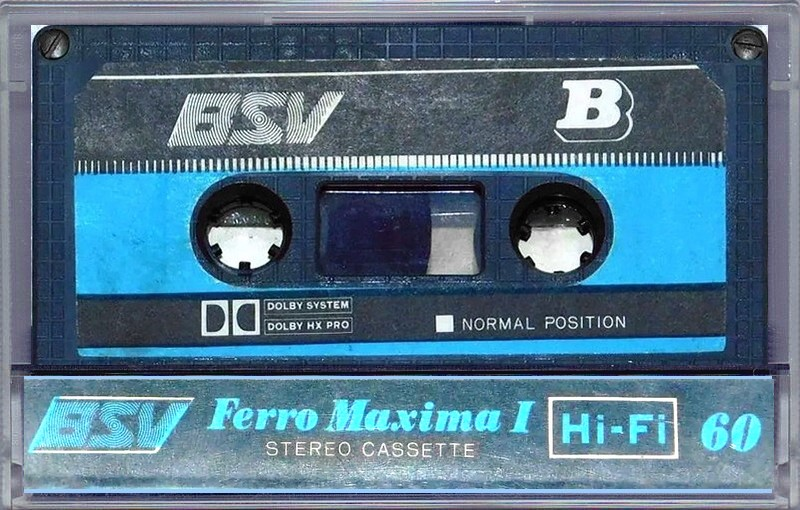 BSV B
DOLBY SYSTEM
DOLBY HX PRO
NORMAL POSITION
BSV Ferro Maxima I Hi-Fi 60
STEREO CASSETTE